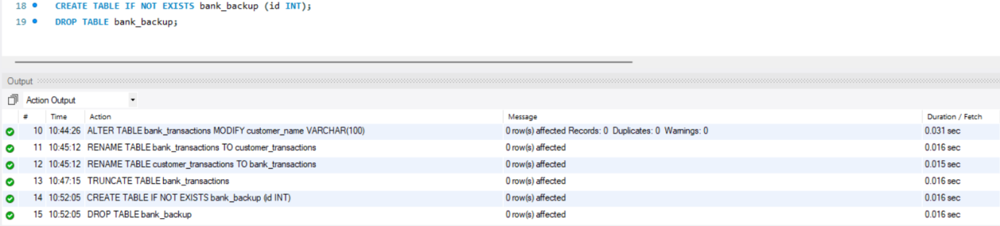 18 CREATE TABLE IF NOT EXISTS bank_backup (id INT);
19 DROP TABLE bank_backup;
Output
Action Output
# Time Action Message Duration / Fetch
10 10:44:26 ALTER TABLE bank_transactions MODIFY customer_name VARCHAR(100) 0 row(s) affected Records: 0 Duplicates: 0 Warnings: 0 0.031 sec
11 10:45:12 RENAME TABLE bank_transactions TO customer_transactions 0 row(s) affected 0.016 sec
12 10:45:12 RENAME TABLE customer_transactions TO bank_transactions 0 row(s) affected 0.015 sec
13 10:47:15 TRUNCATE TABLE bank_transactions 0 row(s) affected 0.016 sec
14 10:52:05 CREATE TABLE IF NOT EXISTS bank_backup (id INT) 0 row(s) affected 0.016 sec
15 10:52:05 DROP TABLE bank_backup 0 row(s) affected 0.016 sec